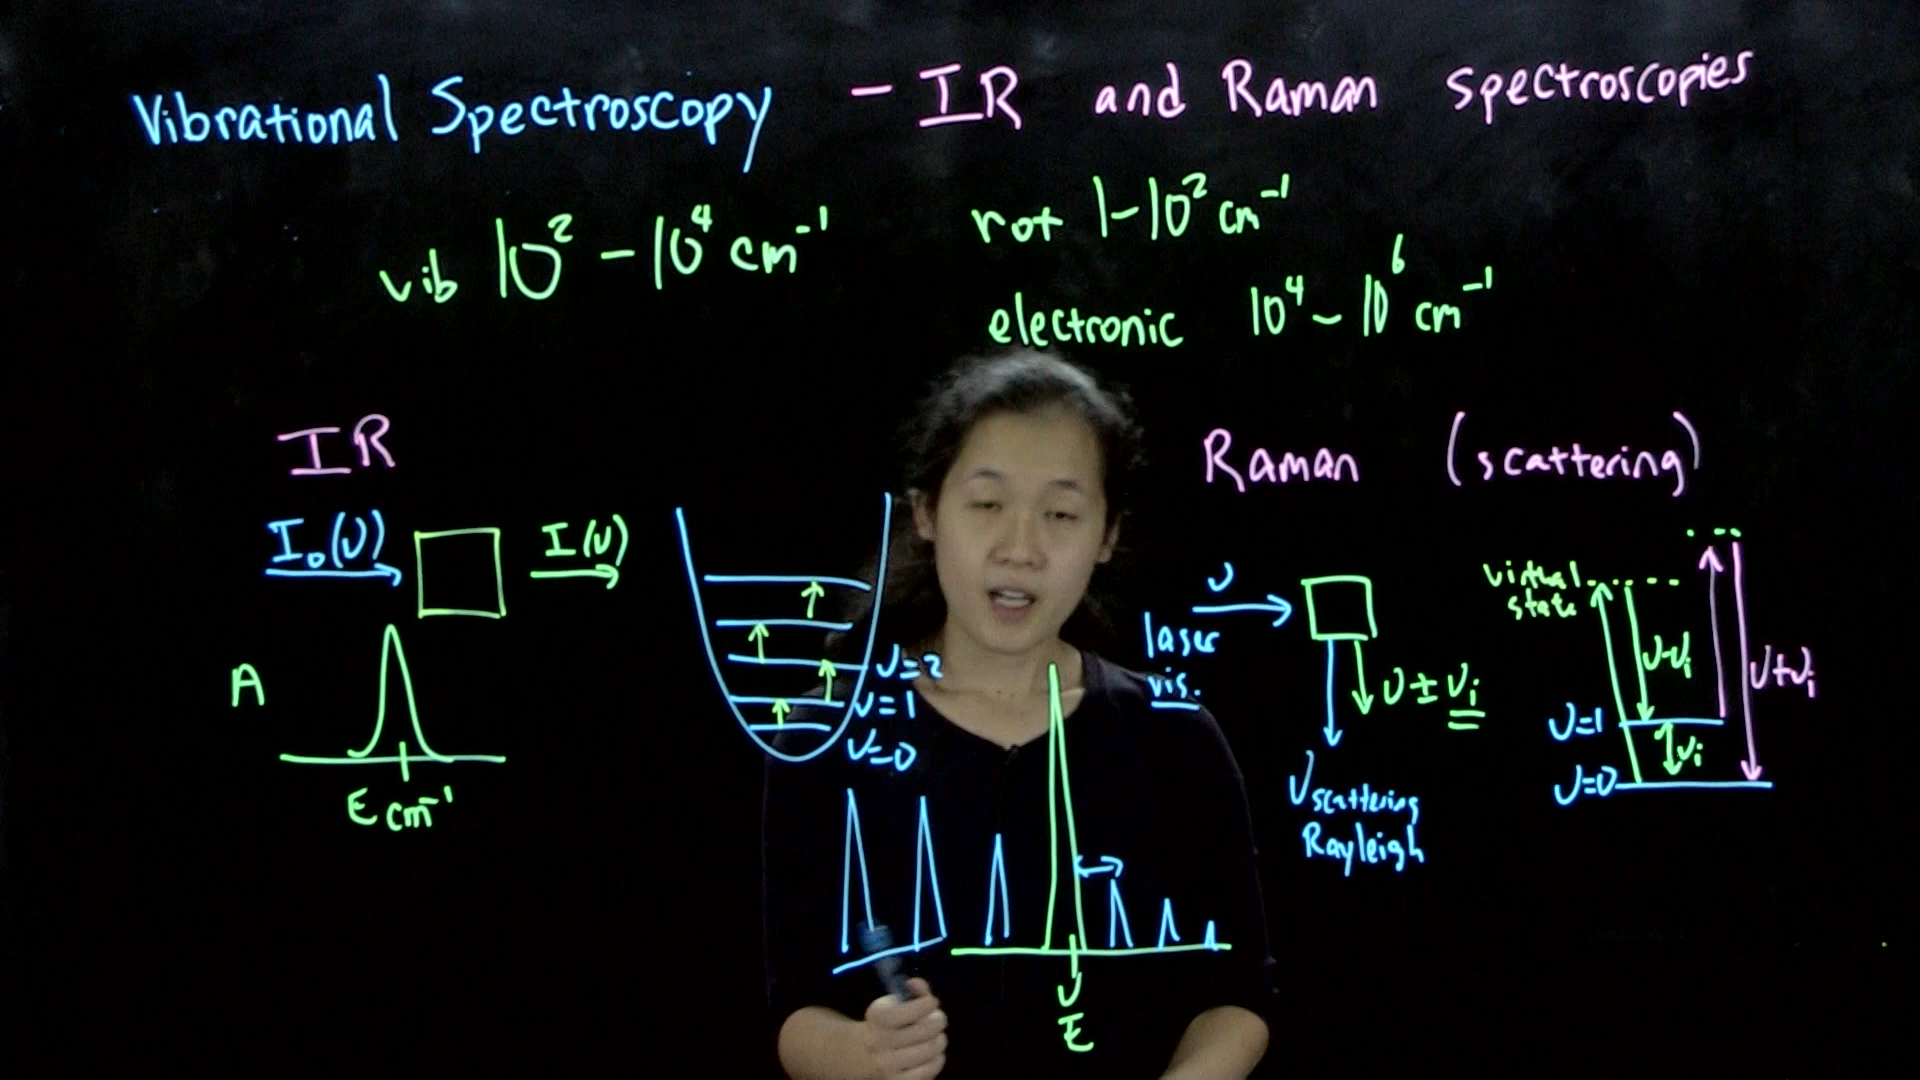 Vibrational Spectroscopy - IR and Raman spectroscopies
vib 10² - 10⁴ cm⁻¹
rot 1-10² cm⁻¹
electronic 10⁴ - 10⁶ cm⁻¹
IR
I₀(ν)
I(ν)
A
E cm⁻¹
v=2
v=1
v=0
Raman (scattering)
ν
laser
vis.
ν ± νᵢ
ν scattering
Rayleigh
virtual
state
ν-νᵢ
ν+νᵢ
v=1
νᵢ
v=0
ν
E